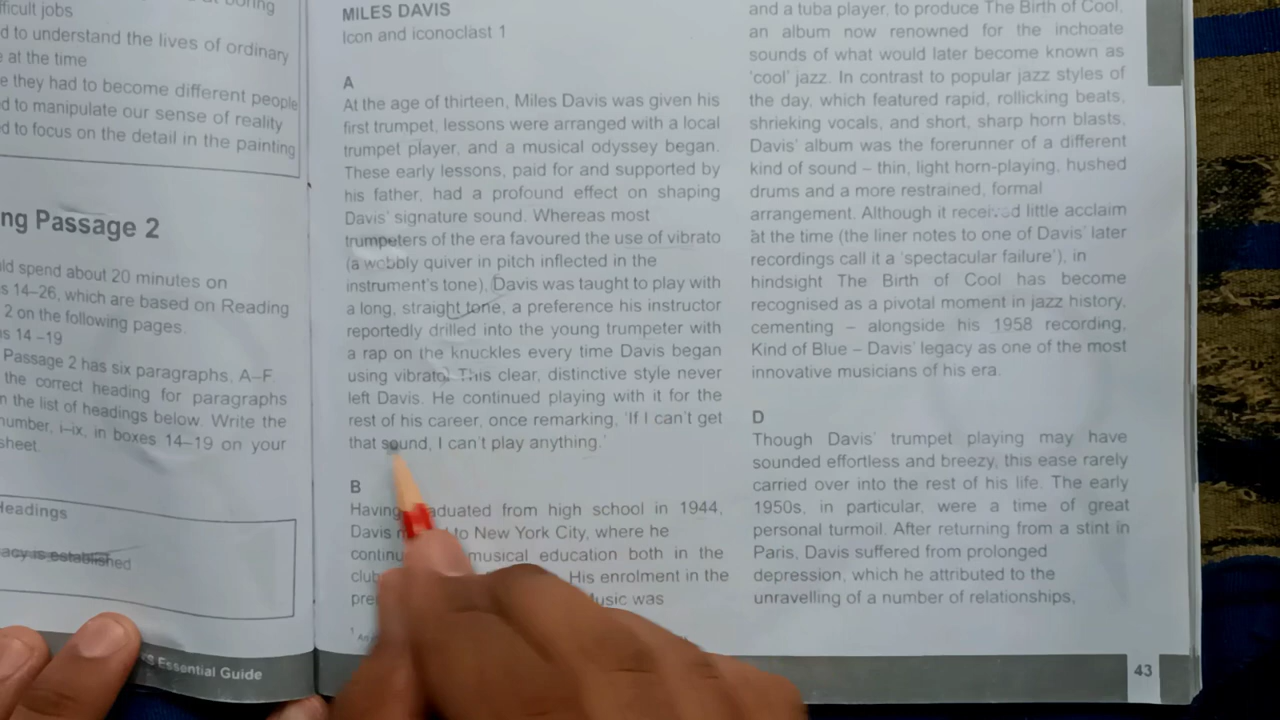 ficult jobs
d to understand the lives of ordinary
e at the time
e they had to become different people
d to manipulate our sense of reality
d to focus on the detail in the painting
ng Passage 2
ld spend about 20 minutes on
s 14–26, which are based on Reading
2 on the following pages.
s 14 –19
Passage 2 has six paragraphs, A–F
the correct heading for paragraphs
n the list of headings below. Write the
number, i–ix, in boxes 14–19 on your
sheet.
Headings
acy is established
Essential Guide
MILES DAVIS
Icon and iconoclast 1
A
At the age of thirteen, Miles Davis was given his
first trumpet, lessons were arranged with a local
trumpet player, and a musical odyssey began.
These early lessons, paid for and supported by
his father, had a profound effect on shaping
Davis' signature sound. Whereas most
trumpeters of the era favoured the use of vibrato
(a wobbly quiver in pitch inflected in the
instrument's tone), Davis was taught to play with
a long, straight tone, a preference his instructor
reportedly drilled into the young trumpeter with
a rap on the knuckles every time Davis began
using vibrato. This clear, distinctive style never
left Davis. He continued playing with it for the
rest of his career, once remarking, 'If I can't get
that sound, I can't play anything.'
B
Having graduated from high school in 1944,
Davis to New York City, where he
musical education both in the
His enrolment in the
Music was
and a tuba player, to produce The Birth of Cool,
an album now renowned for the inchoate
sounds of what would later become known as
'cool' jazz. In contrast to popular jazz styles of
the day, which featured rapid, rollicking beats,
shrieking vocals, and short, sharp horn blasts,
Davis' album was the forerunner of a different
kind of sound – thin, light horn-playing, hushed
drums and a more restrained, formal
arrangement. Although it received little acclaim
at the time (the liner notes to one of Davis' later
recordings call it a 'spectacular failure'), in
hindsight The Birth of Cool has become
recognised as a pivotal moment in jazz history,
cementing – alongside his 1958 recording,
Kind of Blue – Davis' legacy as one of the most
innovative musicians of his era.
D
Though Davis' trumpet playing may have
sounded effortless and breezy, this ease rarely
carried over into the rest of his life. The early
1950s, in particular, were a time of great
personal turmoil. After returning from a stint in
Paris, Davis suffered from prolonged
depression, which he attributed to the
unravelling of a number of relationships,
43